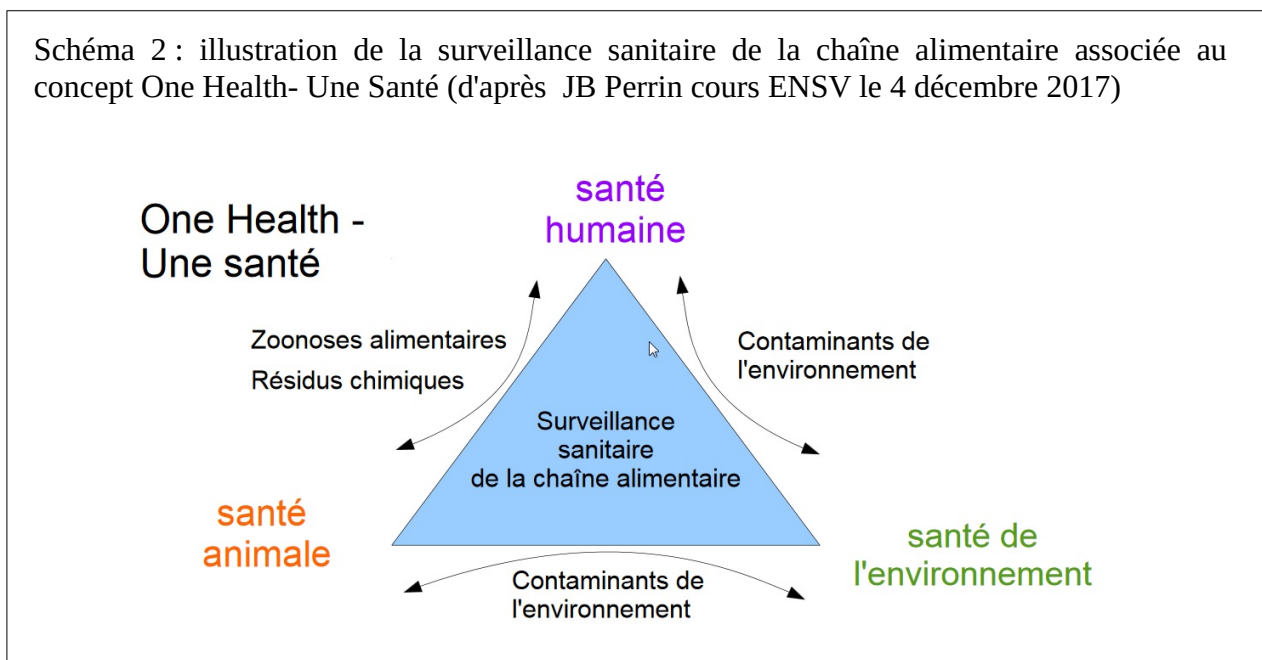 Schéma 2 : illustration de la surveillance sanitaire de la chaîne alimentaire associée au
concept One Health- Une Santé (d'après JB Perrin cours ENSV le 4 décembre 2017)
santé
humaine
One Health -
Une santé
Zoonoses alimentaires
Résidus chimiques
Contaminants de
l'environnement
Surveillance
sanitaire
de la chaîne alimentaire
santé
animale
santé de
l'environnement
Contaminants de
l'environnement